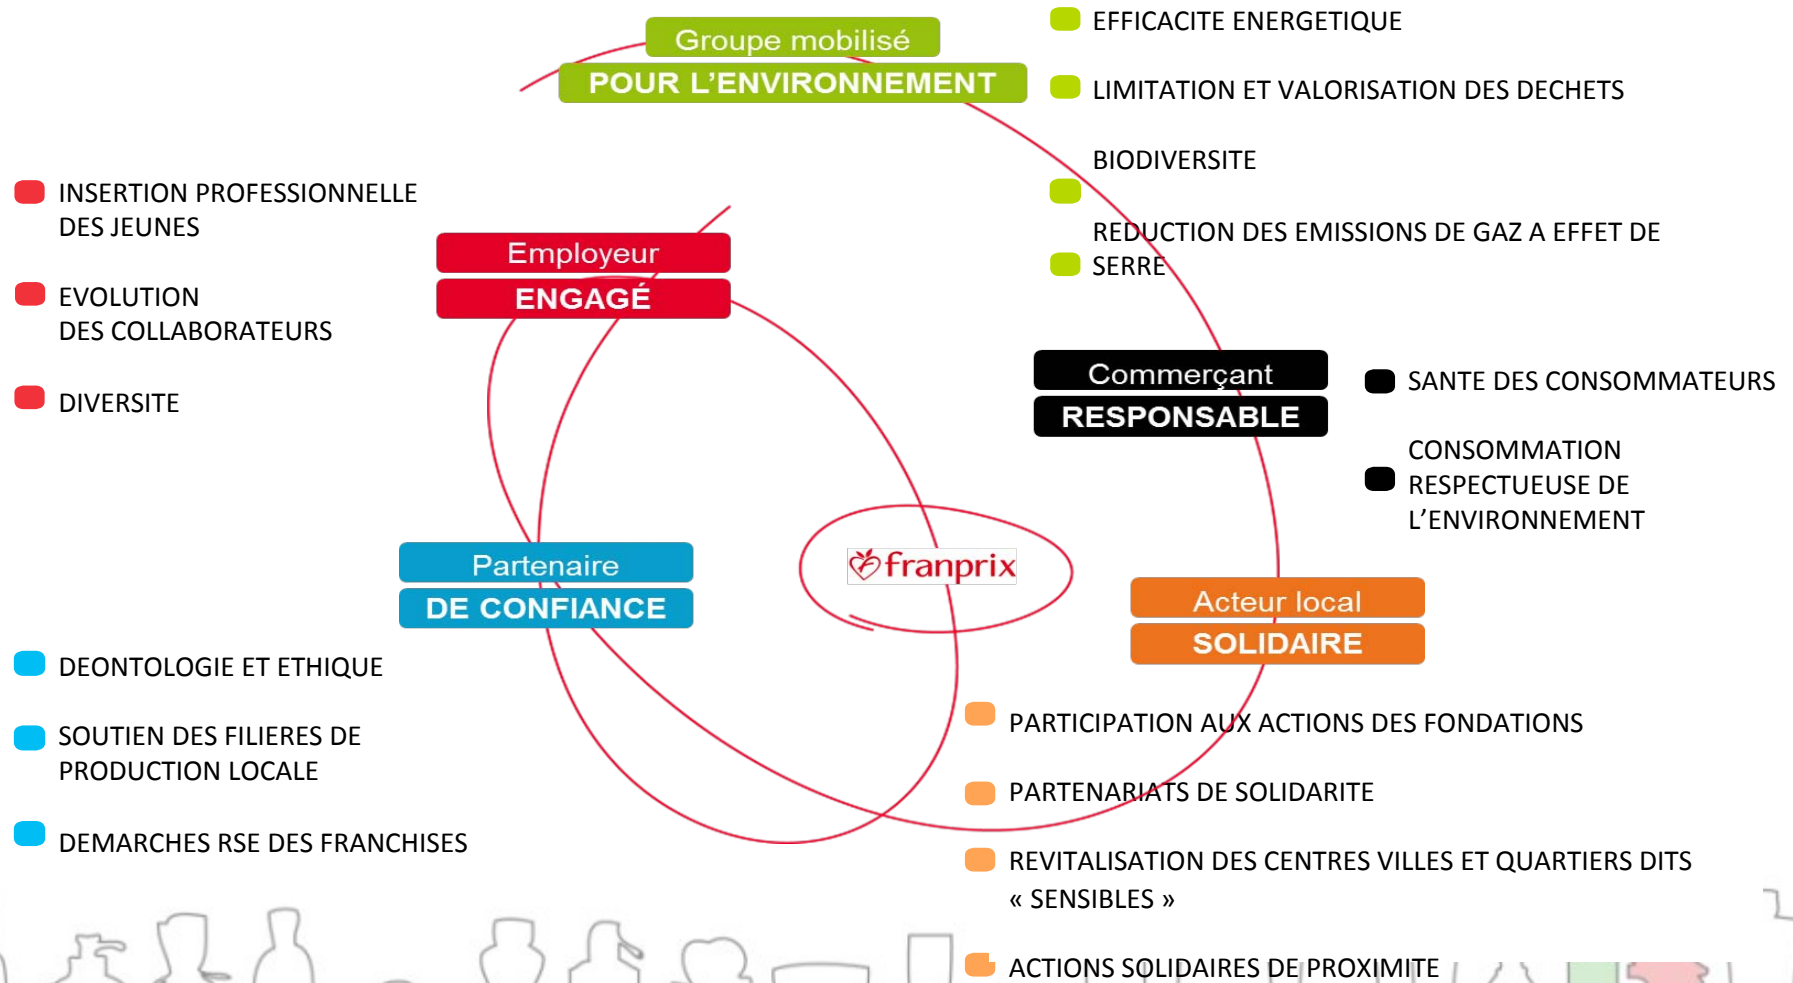 Groupe mobilisé
POUR L'ENVIRONNEMENT
EFFICACITE ENERGETIQUE
LIMITATION ET VALORISATION DES DECHETS
BIODIVERSITE
REDUCTION DES EMISSIONS DE GAZ A EFFET DE
SERRE
INSERTION PROFESSIONNELLE
DES JEUNES
EVOLUTION
DES COLLABORATEURS
DIVERSITE
Employeur
ENGAGÉ
Commerçant
RESPONSABLE
SANTE DES CONSOMMATEURS
CONSOMMATION
RESPECTUEUSE DE
L’ENVIRONNEMENT
franprix
Partenaire
DE CONFIANCE
DEONTOLOGIE ET ETHIQUE
SOUTIEN DES FILIERES DE
PRODUCTION LOCALE
DEMARCHES RSE DES FRANCHISES
Acteur local
SOLIDAIRE
PARTICIPATION AUX ACTIONS DES FONDATIONS
PARTENARIATS DE SOLIDARITE
REVITALISATION DES CENTRES VILLES ET QUARTIERS DITS
« SENSIBLES »
ACTIONS SOLIDAIRES DE PROXIMITE